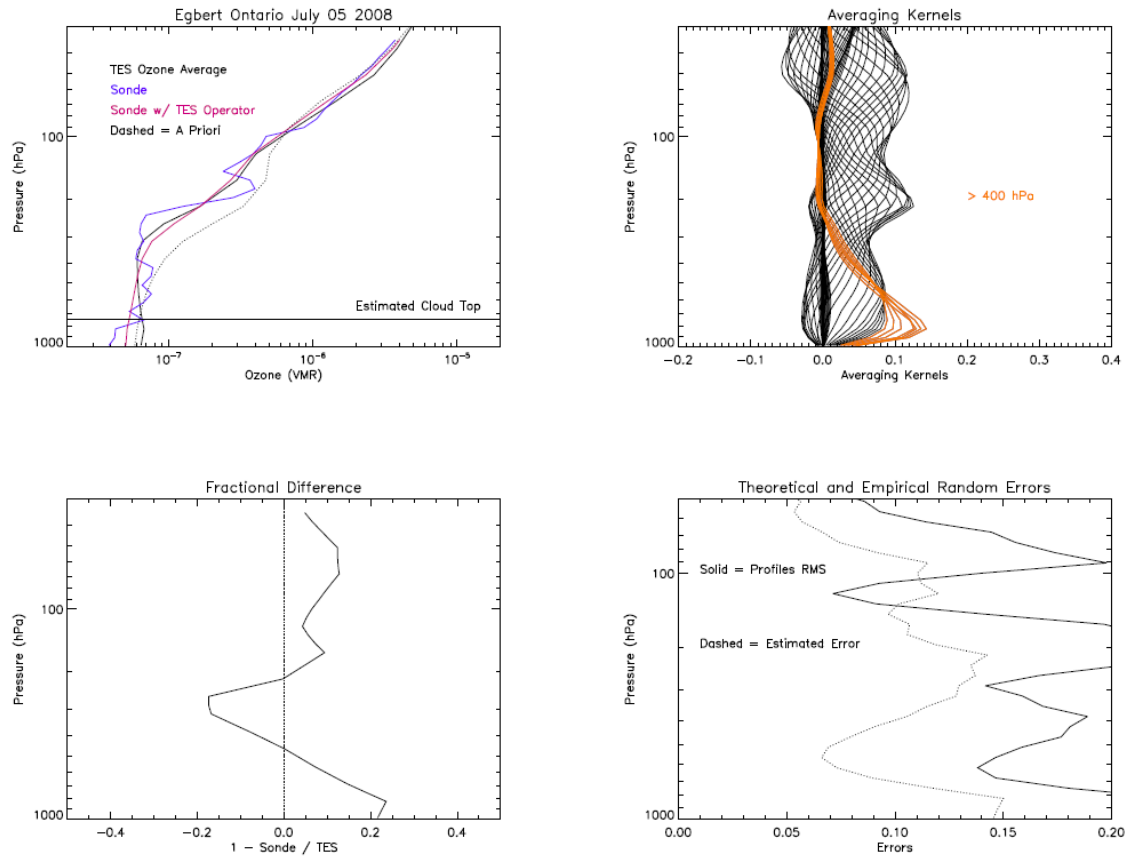 Egbert Ontario July 05 2008
TES Ozone Average
Sonde
Sonde w/ TES Operator
Dashed = A Priori
Estimated Cloud Top
Pressure (hPa)
100
1000
10-7
10-6
10-5
Ozone (VMR)
Averaging Kernels
> 400 hPa
Pressure (hPa)
100
1000
-0.2
-0.1
0.0
0.1
0.2
0.3
0.4
Averaging Kernels
Fractional Difference
Pressure (hPa)
100
1000
-0.4
-0.2
0.0
0.2
0.4
1 - Sonde / TES
Theoretical and Empirical Random Errors
Solid = Profiles RMS
Dashed = Estimated Error
Pressure (hPa)
100
1000
0.00
0.05
0.10
0.15
0.20
Errors